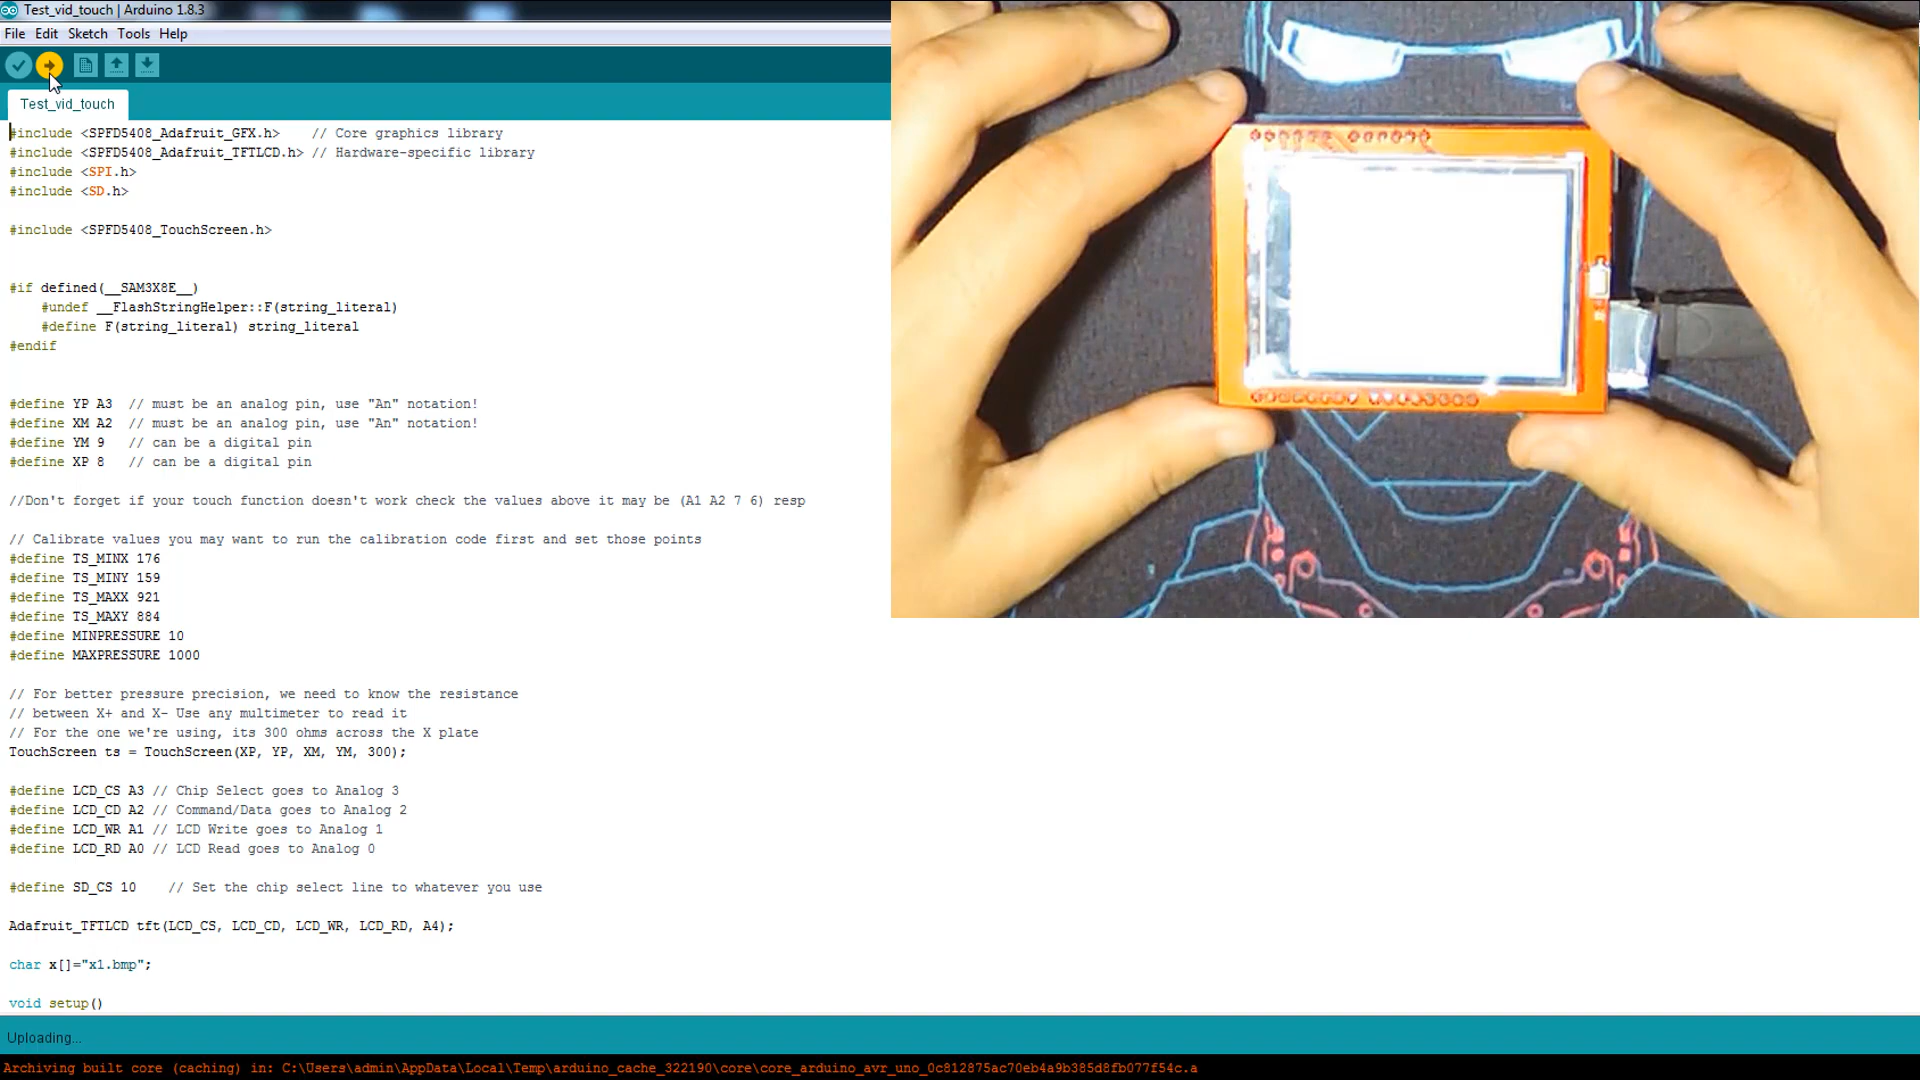 Test_vid_touch | Arduino 1.8.3
File Edit Sketch Tools Help
Test_vid_touch
#include <SPFD5408_Adafruit_GFX.h>    // Core graphics library
#include <SPFD5408_Adafruit_TFTLCD.h> // Hardware-specific library
#include <SPI.h>
#include <SD.h>
#include <SPFD5408_TouchScreen.h>
#if defined(__SAM3X8E__)
    #undef __FlashStringHelper::F(string_literal)
    #define F(string_literal) string_literal
#endif
#define YP A3  // must be an analog pin, use "An" notation!
#define XM A2  // must be an analog pin, use "An" notation!
#define YM 9   // can be a digital pin
#define XP 8   // can be a digital pin
//Don't forget if your touch function doesn't work check the values above it may be (A1 A2 7 6) resp
// Calibrate values you may want to run the calibration code first and set those points
#define TS_MINX 176
#define TS_MINY 159
#define TS_MAXX 921
#define TS_MAXY 884
#define MINPRESSURE 10
#define MAXPRESSURE 1000
// For better pressure precision, we need to know the resistance
// between X+ and X- Use any multimeter to read it
// For the one we're using, its 300 ohms across the X plate
TouchScreen ts = TouchScreen(XP, YP, XM, YM, 300);
#define LCD_CS A3 // Chip Select goes to Analog 3
#define LCD_CD A2 // Command/Data goes to Analog 2
#define LCD_WR A1 // LCD Write goes to Analog 1
#define LCD_RD A0 // LCD Read goes to Analog 0
#define SD_CS 10    // Set the chip select line to whatever you use
Adafruit_TFTLCD tft(LCD_CS, LCD_CD, LCD_WR, LCD_RD, A4);
char x[]="x1.bmp";
void setup()
Uploading...
Archiving built core (caching) in: C:\Users\admin\AppData\Local\Temp\arduino_cache_322190\core\core_arduino_avr_uno_0c812875ac70eb4a9b385d8fb077f54c.a